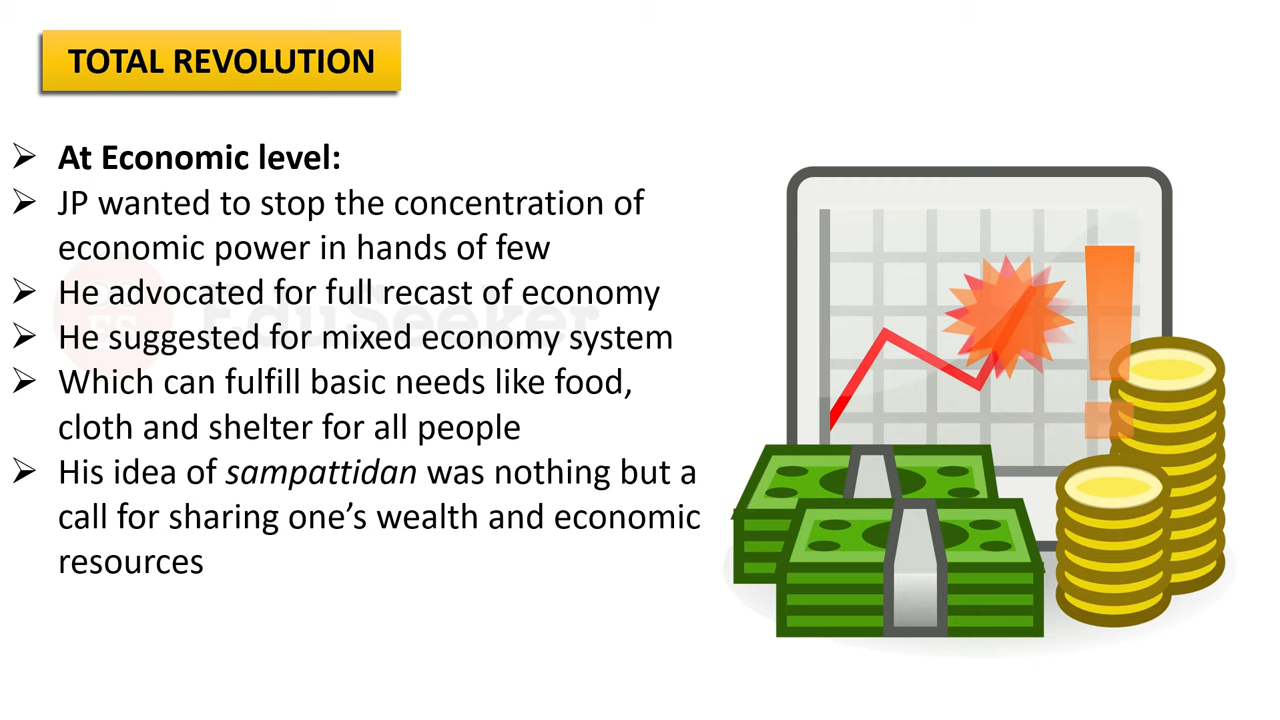 TOTAL REVOLUTION
➢ At Economic level:
➢ JP wanted to stop the concentration of
economic power in hands of few
➢ He advocated for full recast of economy
➢ He suggested for mixed economy system
➢ Which can fulfill basic needs like food,
cloth and shelter for all people
➢ His idea of sampattidan was nothing but a
call for sharing one’s wealth and economic
resources
EduSeeker